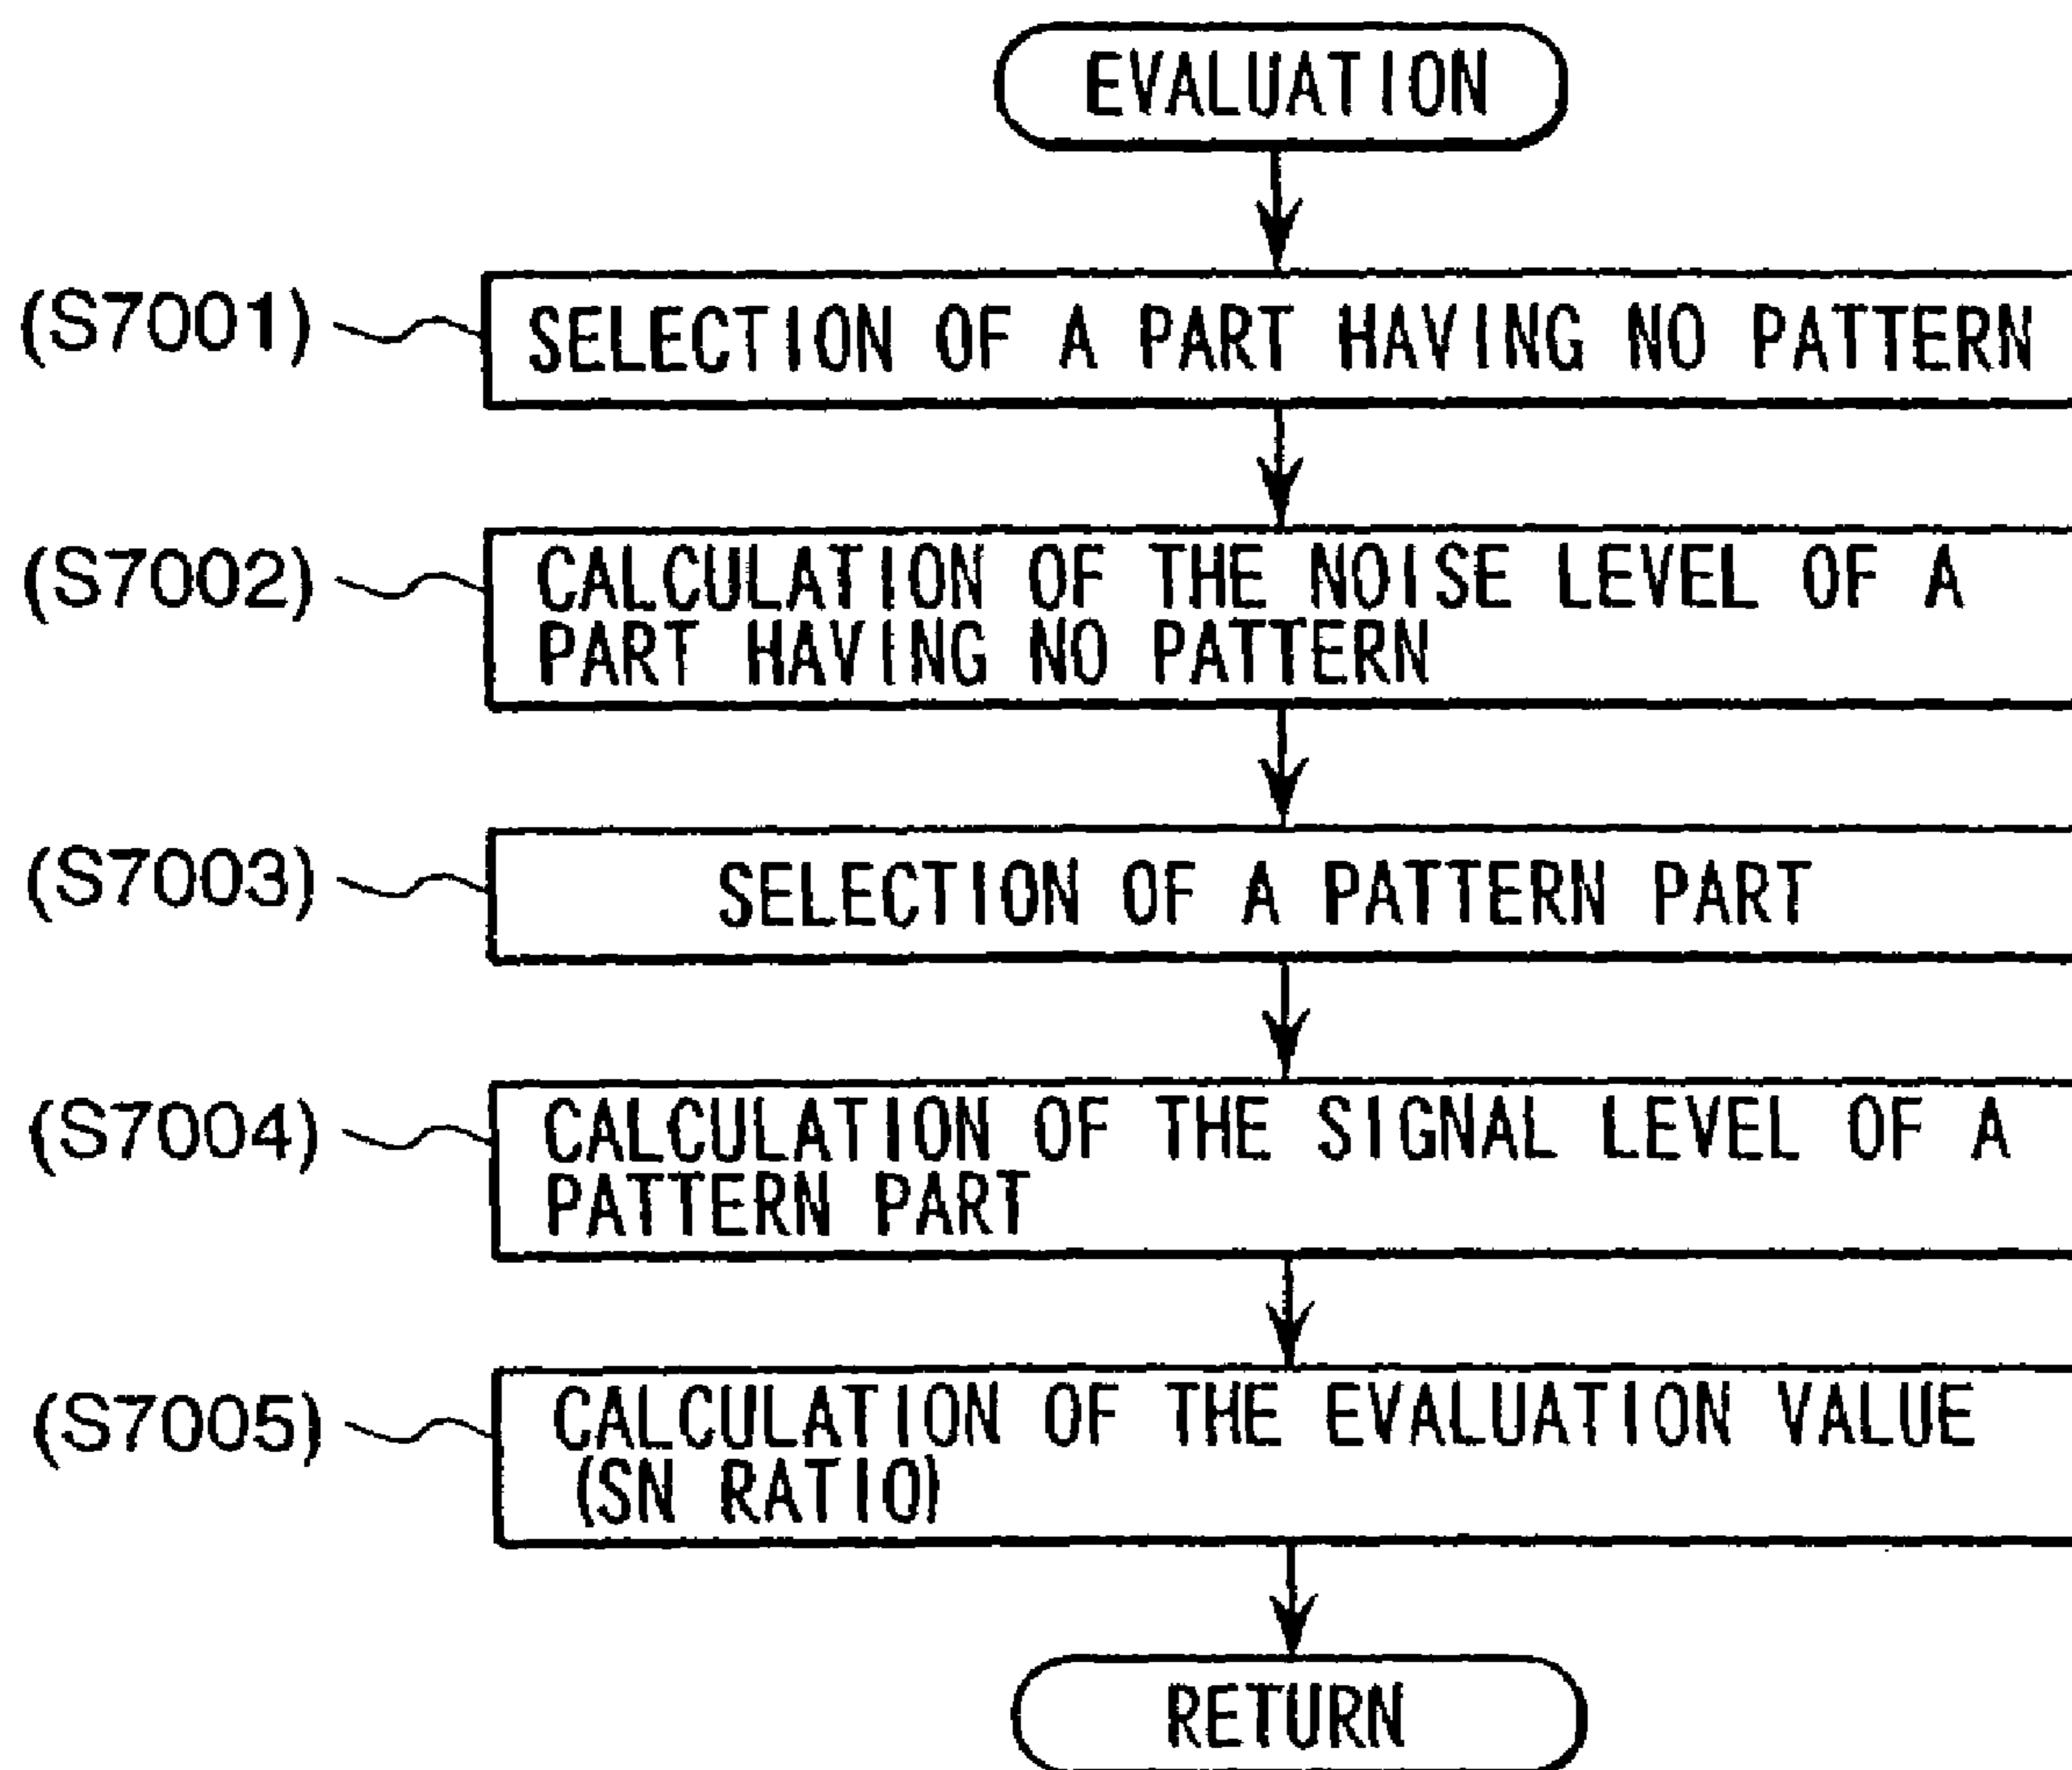 EVALUATION
(S7001)
SELECTION OF A PART HAVING NO PATTERN
(S7002)
CALCULATION OF THE NOISE LEVEL OF A
PART HAVING NO PATTERN
(S7003)
SELECTION OF A PATTERN PART
(S7004)
CALCULATION OF THE SIGNAL LEVEL OF A
PATTERN PART
(S7005)
CALCULATION OF THE EVALUATION VALUE
(SN RATIO)
RETURN